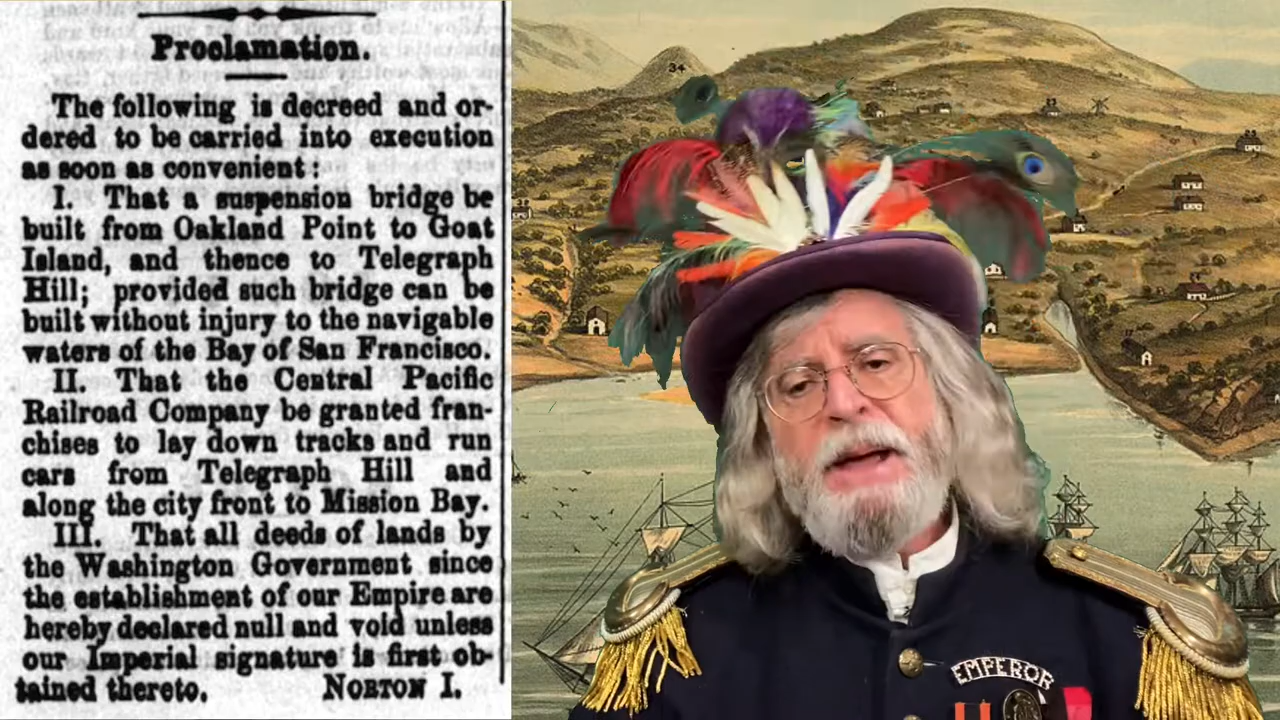 Proclamation.
The following is decreed and or-
dered to be carried into execution
as soon as convenient:
I. That a suspension bridge be
built from Oakland Point to Goat
Island, and thence to Telegraph
Hill; provided such bridge can be
built without injury to the navigable
waters of the Bay of San Francisco.
II. That the Central Pacific
Railroad Company be granted fran-
chises to lay down tracks and run
cars from Telegraph Hill and
along the city front to Mission Bay.
III. That all deeds of lands by
the Washington Government since
the establishment of our Empire are
hereby declared null and void unless
our Imperial signature is first ob-
tained thereto. NORTON I.
34
EMPEROR